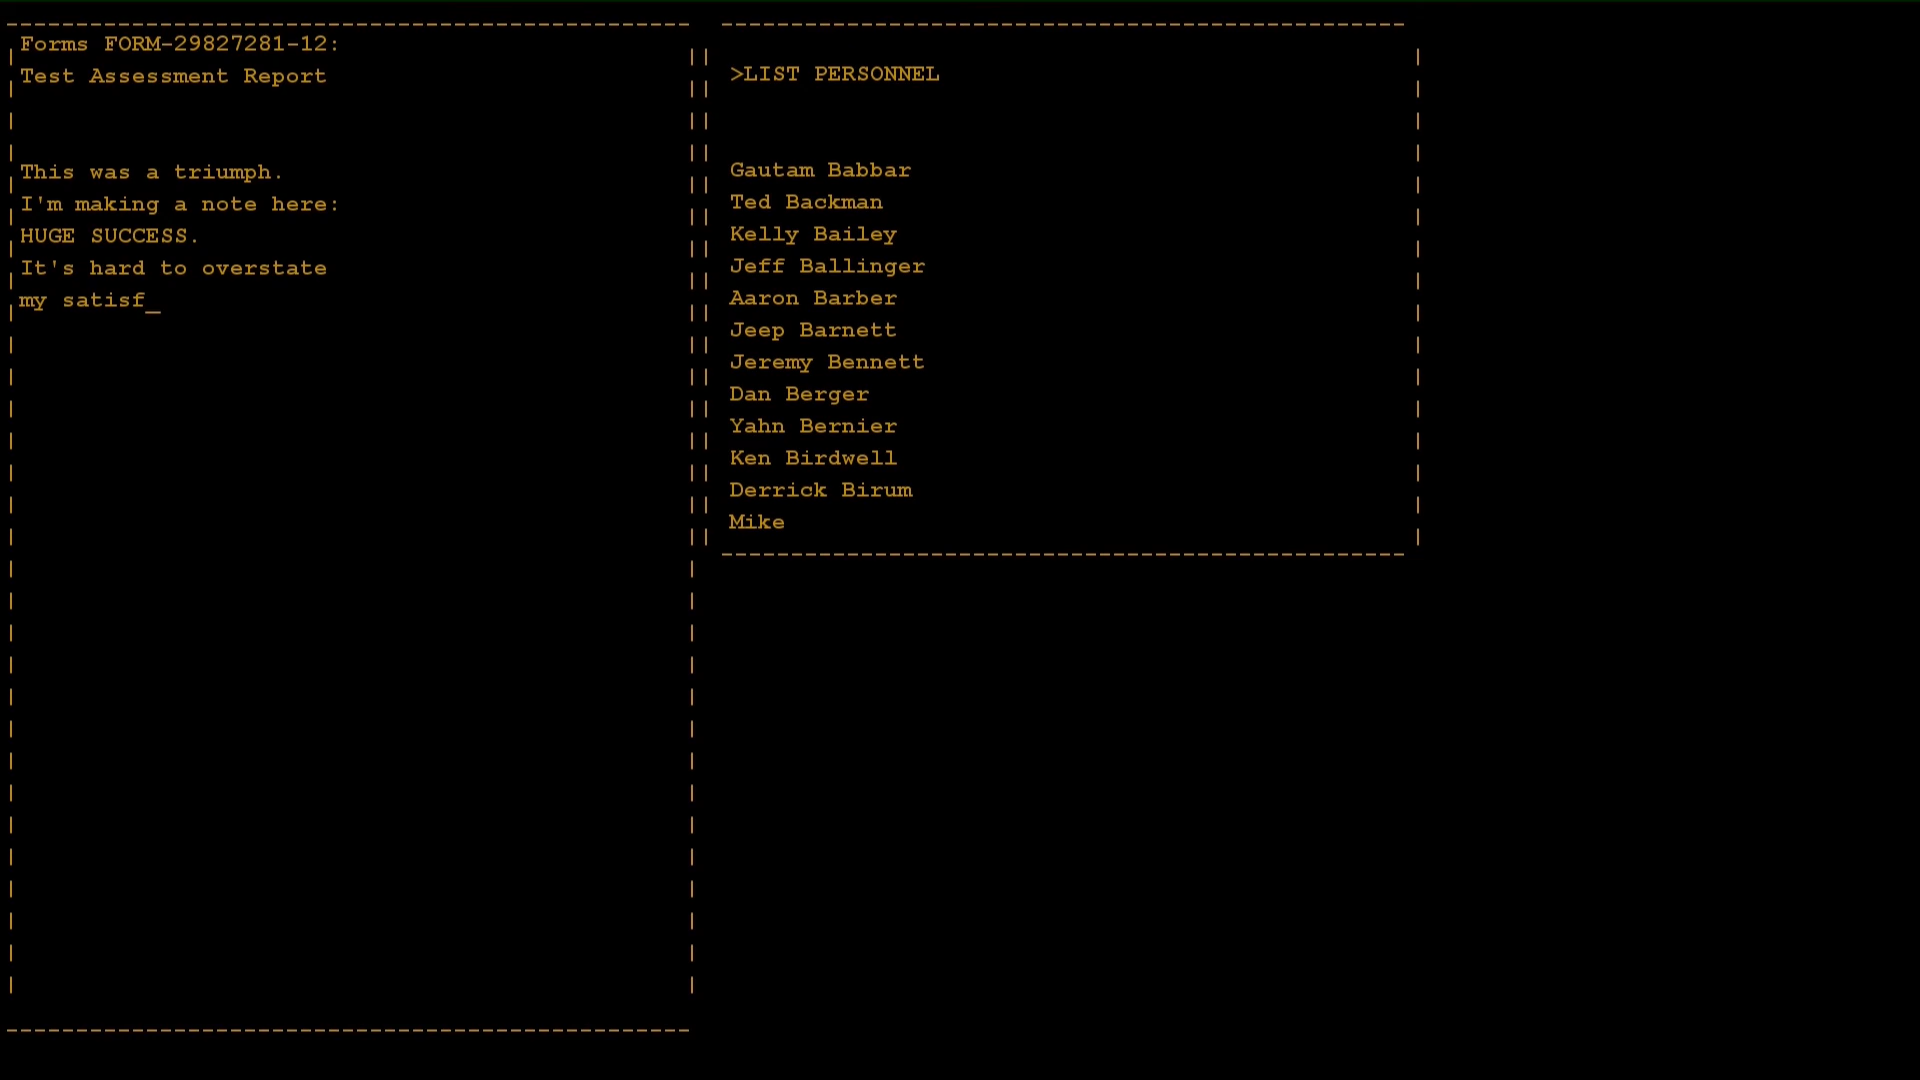 Forms FORM-29827281-12:
Test Assessment Report
This was a triumph.
I'm making a note here:
HUGE SUCCESS.
It's hard to overstate
my satisf_
>LIST PERSONNEL
Gautam Babbar
Ted Backman
Kelly Bailey
Jeff Ballinger
Aaron Barber
Jeep Barnett
Jeremy Bennett
Dan Berger
Yahn Bernier
Ken Birdwell
Derrick Birum
Mike